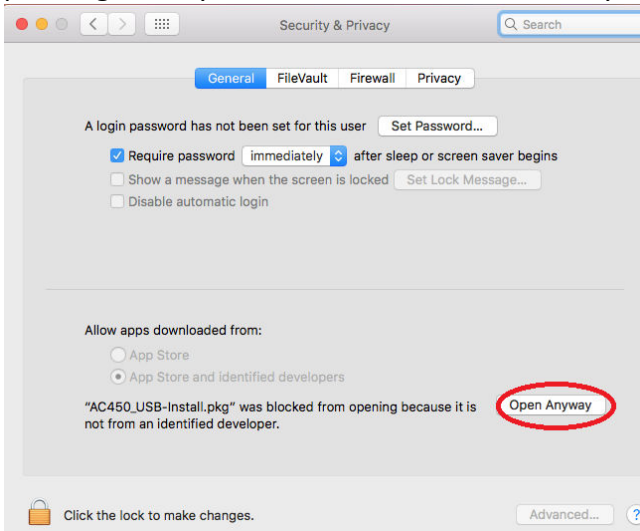 Security & Privacy
Search
General FileVault Firewall Privacy
A login password has not been set for this user Set Password...
Require password immediately after sleep or screen saver begins
Show a message when the screen is locked Set Lock Message...
Disable automatic login
Allow apps downloaded from:
App Store
App Store and identified developers
"AC450_USB-Install.pkg" was blocked from opening because it is
not from an identified developer.
Open Anyway
Click the lock to make changes.
Advanced...
?